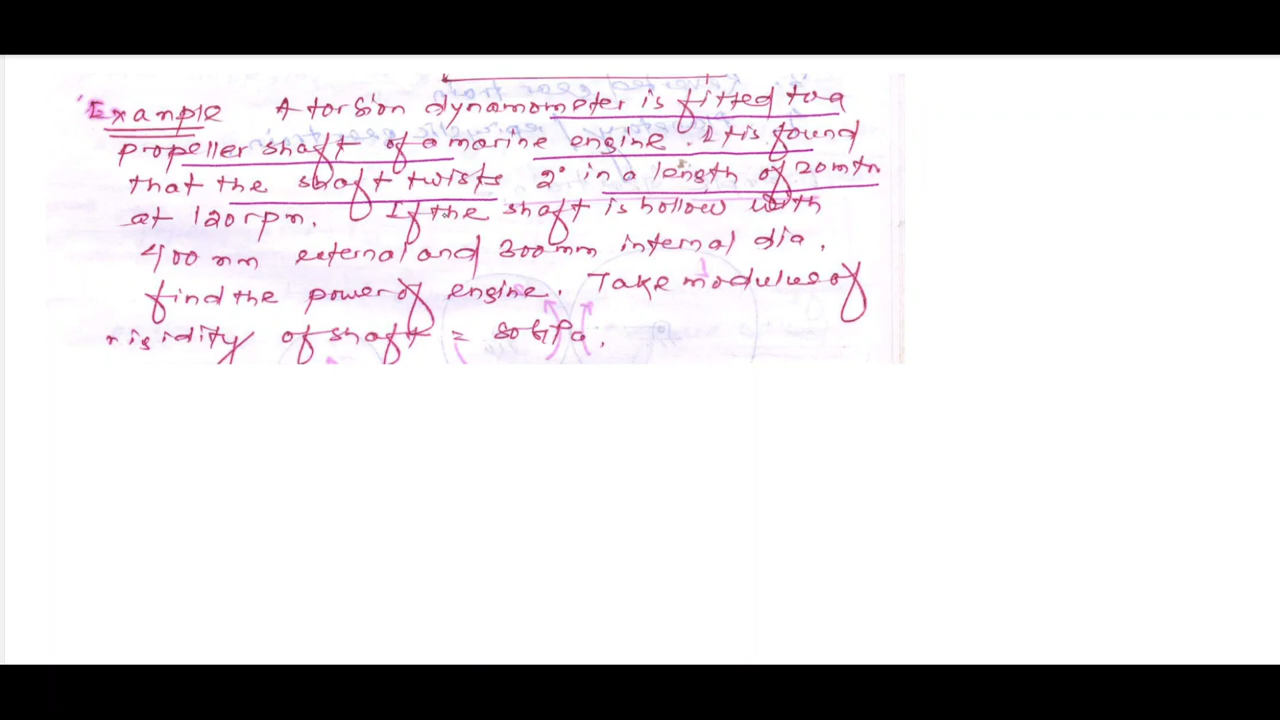 Example A torsion dynamometer is fitted to a
propeller shaft of a marine engine. It is found
that the shaft twists 2° in a length of 20 mtr
at 120 rpm. If the shaft is hollow with
400 mm external and 300mm internal dia.
find the power of engine. Take modulus of
rigidity of shaft = 80 GPa.